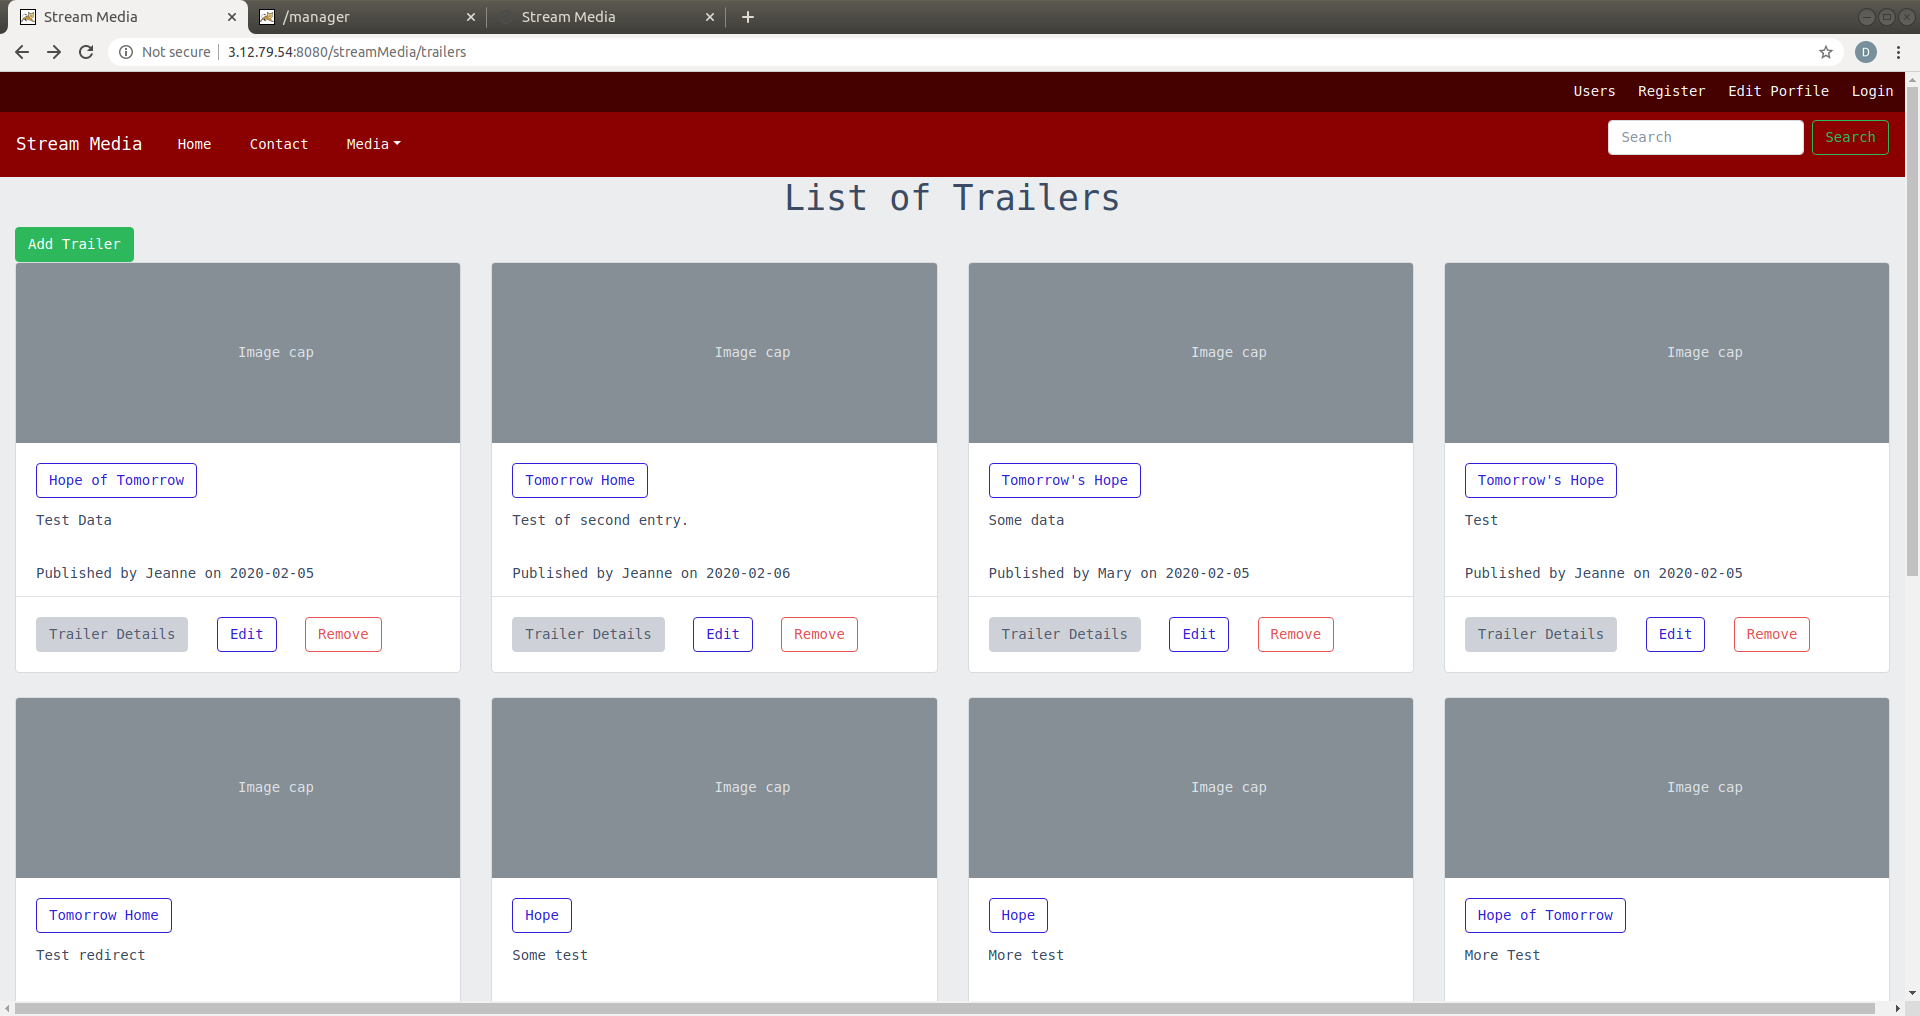 Stream Media
/manager
Stream Media
Not secure 3.12.79.54:8080/streamMedia/trailers
D
Users Register Edit Porfile Login
Stream Media Home Contact Media Search Search
List of Trailers
Add Trailer
Image cap Image cap Image cap Image cap
Hope of Tomorrow Tomorrow Home Tomorrow's Hope Tomorrow's Hope
Test Data Test of second entry. Some data Test
Published by Jeanne on 2020-02-05 Published by Jeanne on 2020-02-06 Published by Mary on 2020-02-05 Published by Jeanne on 2020-02-05
Trailer Details Edit Remove Trailer Details Edit Remove Trailer Details Edit Remove Trailer Details Edit Remove
Image cap Image cap Image cap Image cap
Tomorrow Home Hope Hope Hope of Tomorrow
Test redirect Some test More test More Test